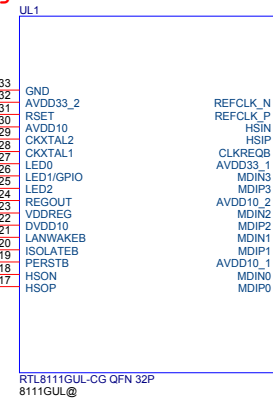 UL1
33 GND
32 AVDD33_2 REFCLK_N
31 RSET REFCLK_P
30 AVDD10 HSIN
29 CKXTAL2 HSIP
28 CKXTAL1 CLKREQB
27 LED0 AVDD33_1
26 LED1/GPIO MDIN3
25 LED2 MDIP3
24 REGOUT AVDD10_2
23 VDDREG MDIN2
22 DVDD10 MDIP2
21 LANWAKEB MDIN1
20 ISOLATEB MDIP1
19 PERSTB AVDD10_1
18 HSON MDIN0
17 HSOP MDIP0
RTL8111GUL-CG QFN 32P
8111GUL@